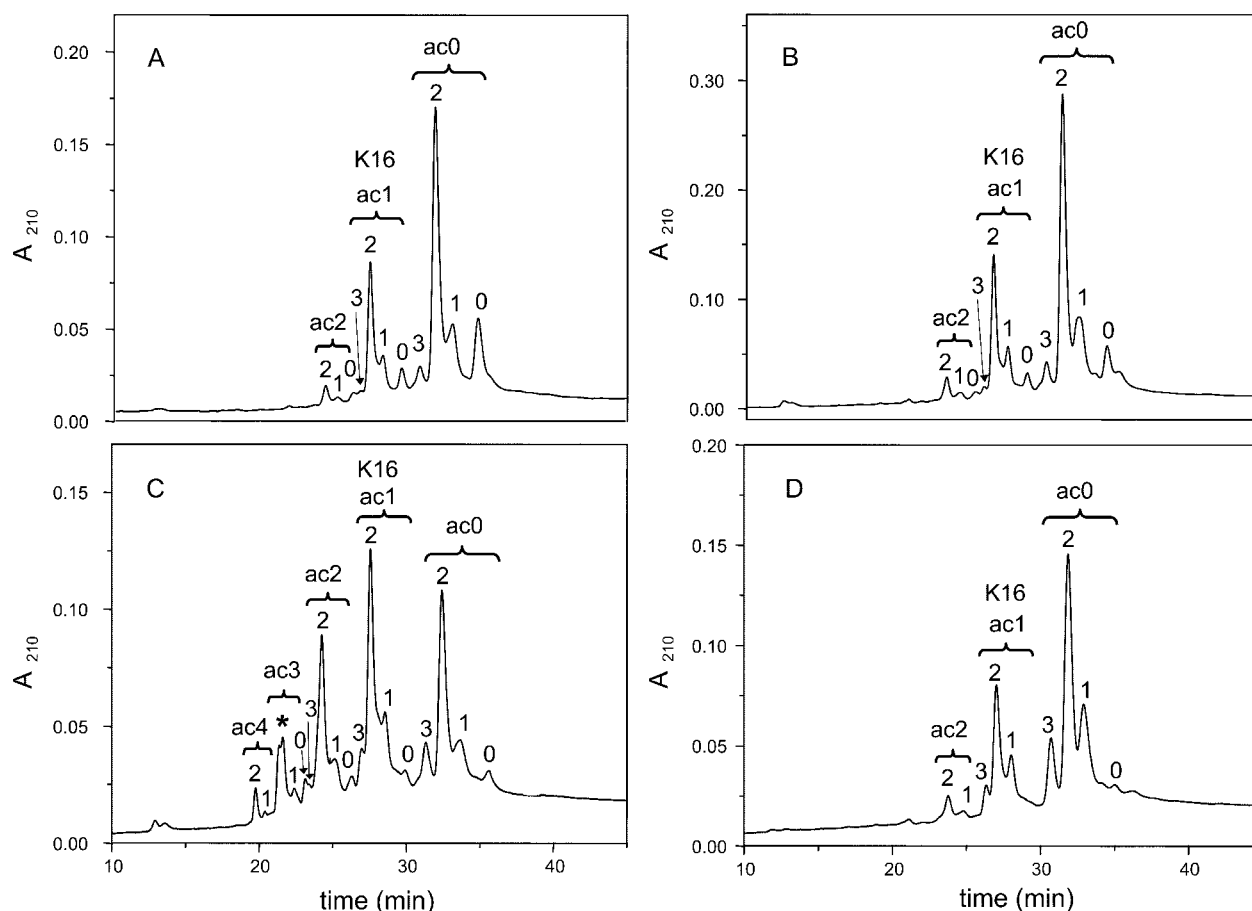 A
0.20
0.15
0.10
0.05
0.00
A 210
K16
ac2
ac1
ac0
2 1 0 3 2 1 0 3 2 1 0
B
0.30
0.20
0.10
0.00
A 210
K16
ac2
ac1
ac0
2 1 0 3 2 1 0 3 2 1 0
C
0.15
0.10
0.05
0.00
A 210
K16
ac4
ac3
ac2
ac1
ac0
2 1 * 1 0 3 2 1 0 3 2 1 0 3 2 1 0
10 20 30 40
time (min)
D
0.20
0.15
0.10
0.05
0.00
A 210
K16
ac2
ac1
ac0
2 1 3 2 1 3 2 1 0
10 20 30 40
time (min)